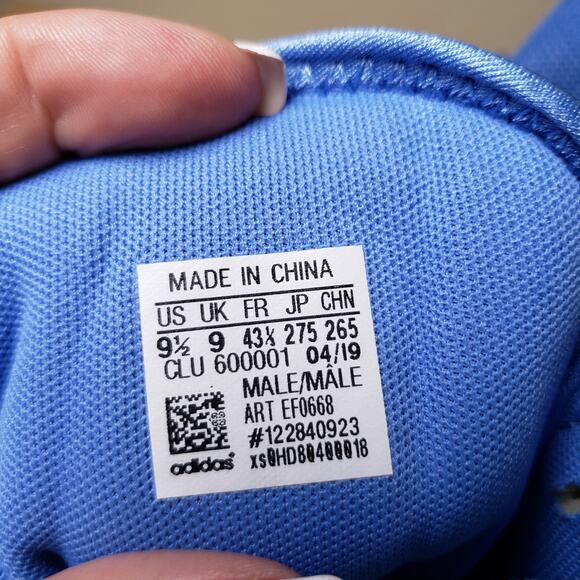 MADE IN CHINA
US UK FR JP CHN
9½ 9 43⅓ 275 265
CLU 600001 04/19
MALE/MÂLE
ART EF0668
#122840923
xs0HD80400018
adidas